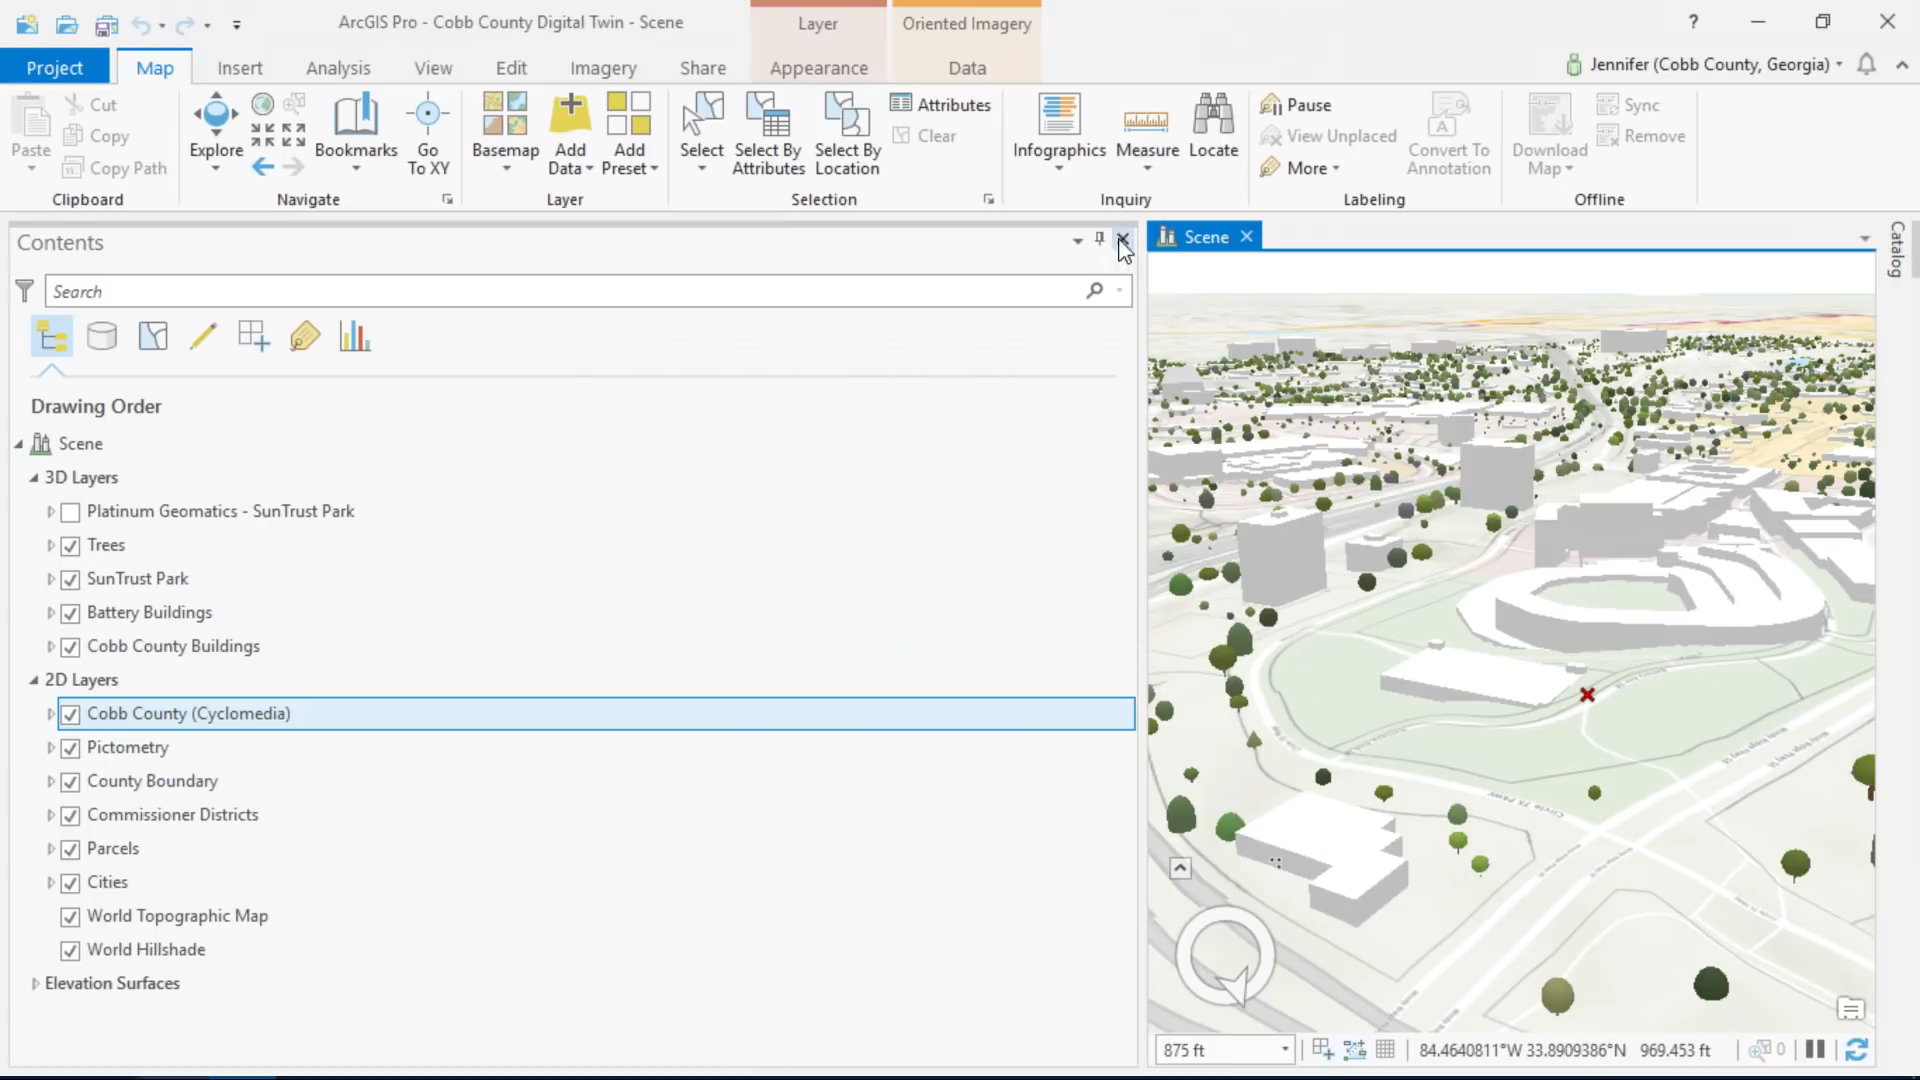 ArcGIS Pro - Cobb County Digital Twin - Scene
Layer
Oriented Imagery
?
Project
Map
Insert
Analysis
View
Edit
Imagery
Share
Appearance
Data
Jennifer (Cobb County, Georgia)
Paste
Cut
Copy
Copy Path
Clipboard
Explore
Bookmarks
Go
To XY
Navigate
Basemap
Add
Data
Add
Preset
Layer
Select
Select By
Attributes
Select By
Location
Attributes
Clear
Selection
Infographics
Measure
Locate
Inquiry
Pause
View Unplaced
More
Convert To
Annotation
Labeling
Download
Map
Sync
Remove
Offline
Contents
Search
Drawing Order
Scene
3D Layers
Platinum Geomatics - SunTrust Park
Trees
SunTrust Park
Battery Buildings
Cobb County Buildings
2D Layers
Cobb County (Cyclomedia)
Pictometry
County Boundary
Commissioner Districts
Parcels
Cities
World Topographic Map
World Hillshade
Elevation Surfaces
Scene
Catalog
875 ft
84.4640811°W 33.8909386°N
969.453 ft
0